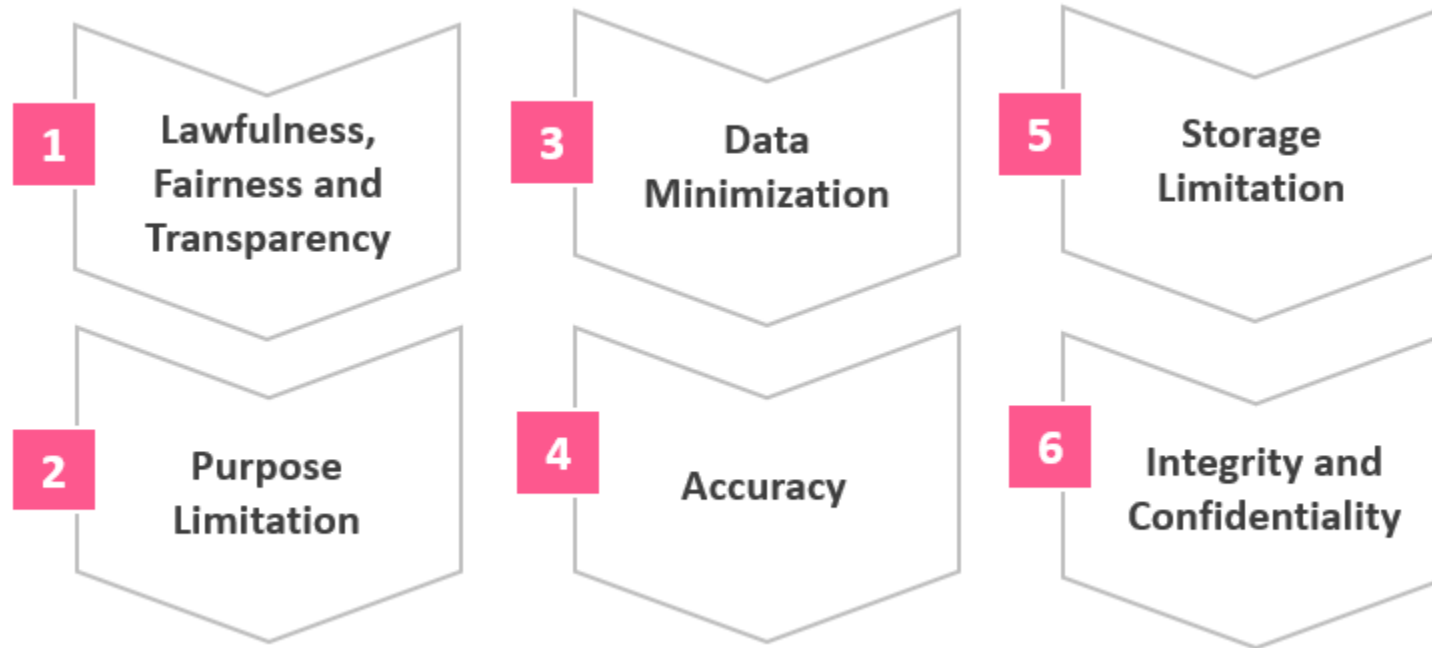 1
Lawfulness,
Fairness and
Transparency
2
Purpose
Limitation
3
Data
Minimization
4
Accuracy
5
Storage
Limitation
6
Integrity and
Confidentiality